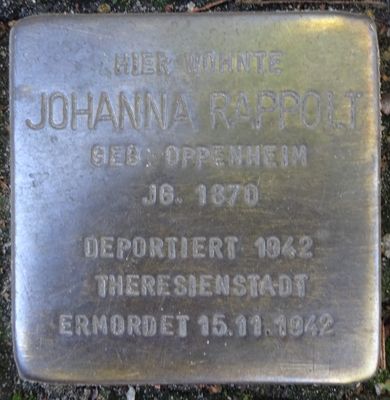 HIER WOHNTE
JOHANNA RAPPOLT
GEB. OPPENHEIM
JG. 1870
DEPORTIERT 1942
THERESIENSTADT
ERMORDET 15.11.1942